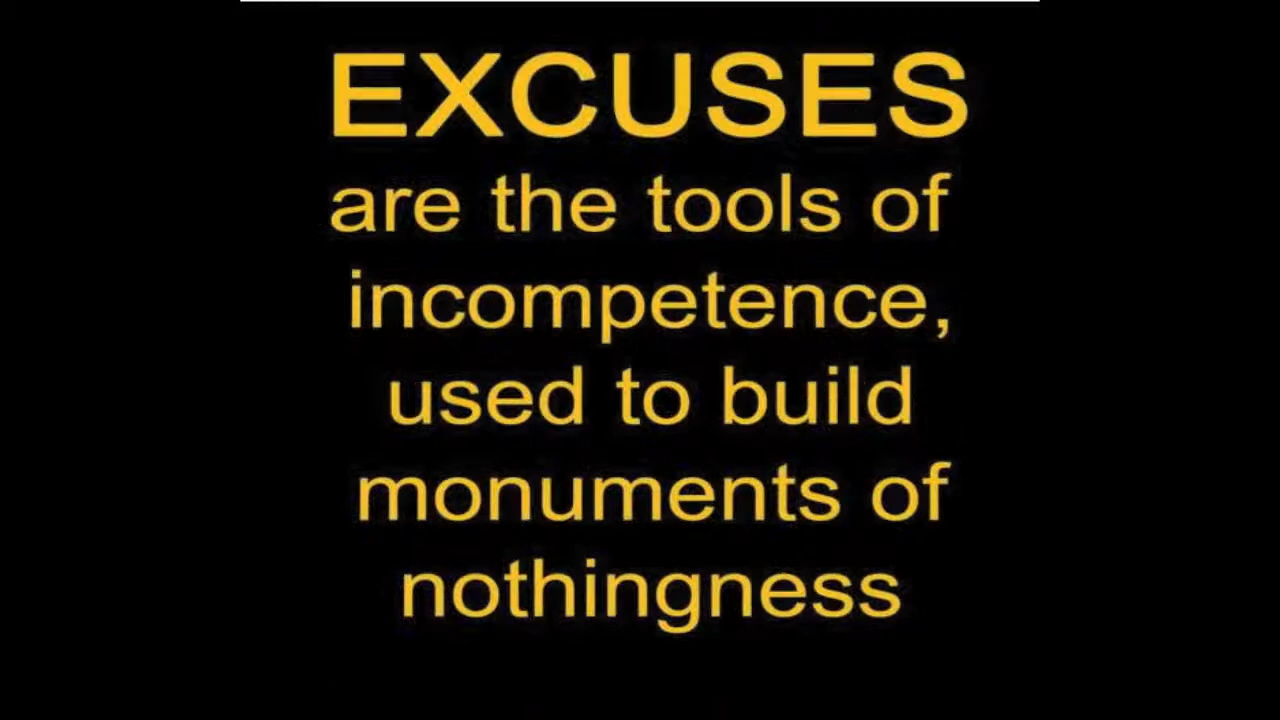 EXCUSES
are the tools of
incompetence,
used to build
monuments of
nothingness